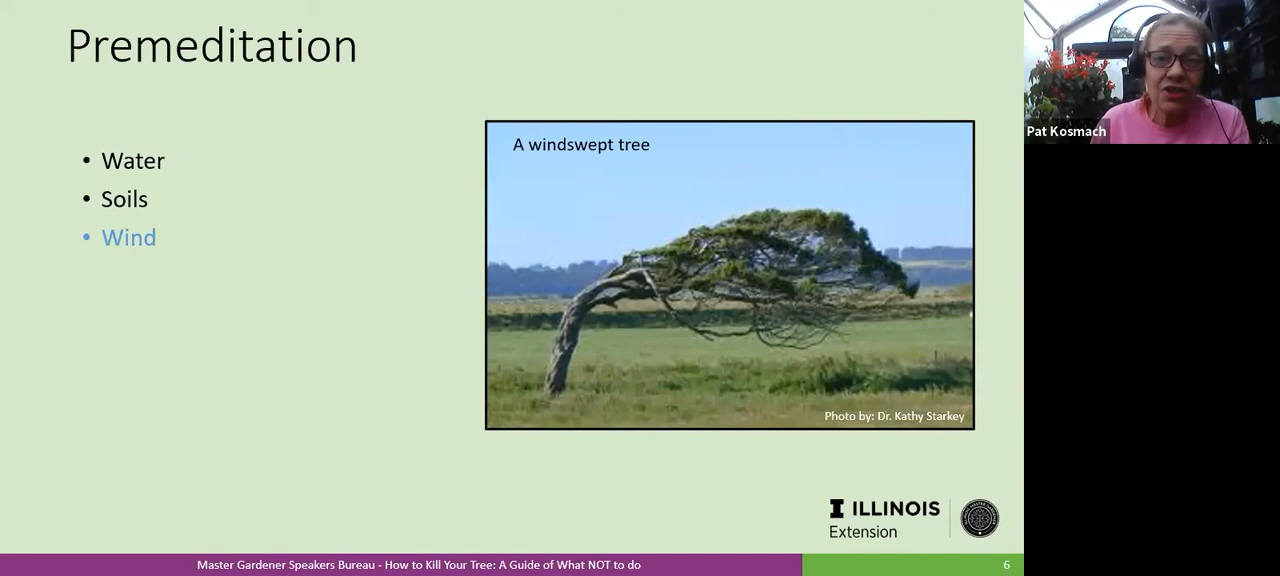 Premeditation
• Water
• Soils
• Wind
A windswept tree
Photo by: Dr. Kathy Starkey
ILLINOIS
Extension
Master Gardener Speakers Bureau - How to Kill Your Tree: A Guide of What NOT to do
6
Pat Kosmach